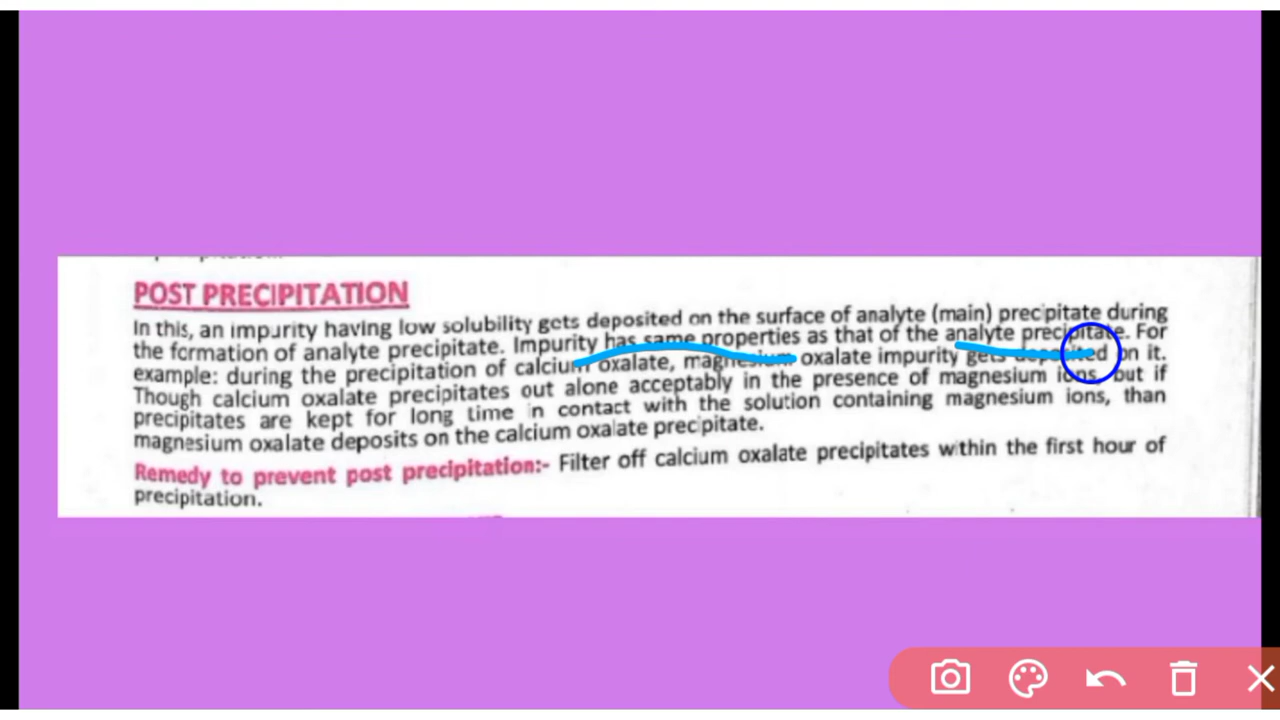 POST PRECIPITATION
In this, an impurity having low solubility gets deposited on the surface of analyte (main) precipitate during
the formation of analyte precipitate. Impurity has same properties as that of the analyte precipitate. For
example: during the precipitation of calcium oxalate, magnesium oxalate impurity gets deposited on it.
Though calcium oxalate precipitates out alone acceptably in the presence of magnesium ions, but if
precipitates are kept for long time in contact with the solution containing magnesium ions, than
magnesium oxalate deposits on the calcium oxalate precipitate.
Remedy to prevent post precipitation:- Filter off calcium oxalate precipitates within the first hour of
precipitation.